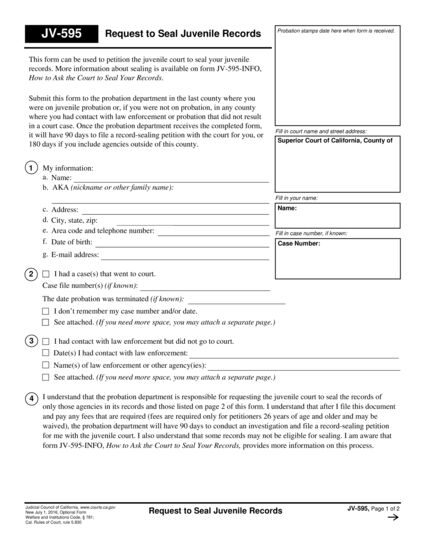 JV-595
Request to Seal Juvenile Records
Probation stamps date here when form is received.
This form can be used to petition the juvenile court to seal your juvenile
records. More information about sealing is available on form JV-595-INFO,
How to Ask the Court to Seal Your Records.
Submit this form to the probation department in the last county where you
were on juvenile probation or, if you were not on probation, in any county
where you had contact with law enforcement or probation that did not result
in a court case. Once the probation department receives the completed form,
it will have 90 days to file a record-sealing petition with the court for you, or
180 days if you include agencies outside of this county.
Fill in court name and street address:
Superior Court of California, County of
Fill in your name:
Name:
Fill in case number, if known:
Case Number:
1 My information:
a. Name:
b. AKA (nickname or other family name):
c. Address:
d. City, state, zip:
e. Area code and telephone number:
f. Date of birth:
g. E-mail address:
2 I had a case(s) that went to court.
Case file number(s) (if known):
The date probation was terminated (if known):
I don't remember my case number and/or date.
See attached. (If you need more space, you may attach a separate page.)
3 I had contact with law enforcement but did not go to court.
Date(s) I had contact with law enforcement:
Name(s) of law enforcement or other agency(ies):
See attached. (If you need more space, you may attach a separate page.)
4 I understand that the probation department is responsible for requesting the juvenile court to seal the records of
only those agencies in its records and those listed on page 2 of this form. I understand that after I file this document
and pay any fees that are required (fees are required only for petitioners 26 years of age and older and may be
waived), the probation department will have 90 days to conduct an investigation and file a record-sealing petition
for me with the juvenile court. I also understand that some records may not be eligible for sealing. I am aware that
form JV-595-INFO, How to Ask the Court to Seal Your Records, provides more information on this process.
Judicial Council of California, www.courts.ca.gov
New July 1, 2016, Optional Form
Welfare and Institutions Code, § 781;
Cal. Rules of Court, rule 5.830
Request to Seal Juvenile Records
JV-595, Page 1 of 2